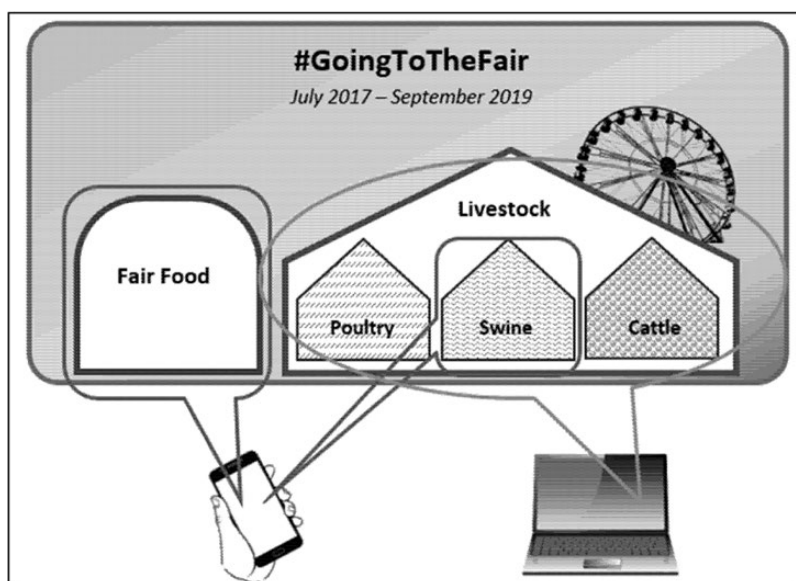 #GoingToTheFair
July 2017 – September 2019
Livestock
Fair Food
Poultry
Swine
Cattle